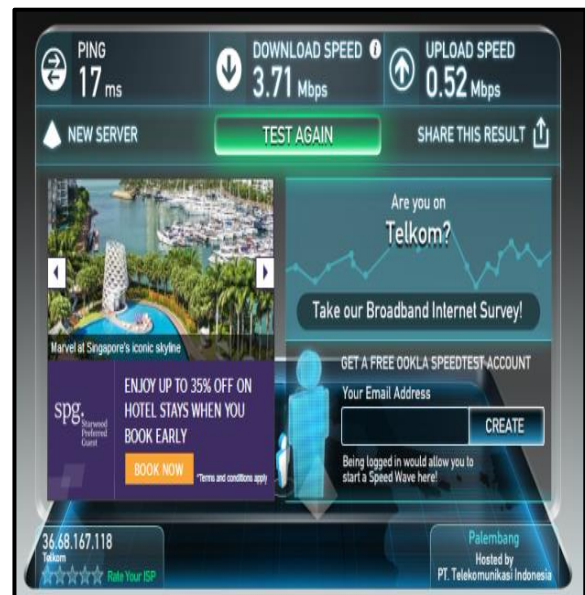 PING
17 ms
DOWNLOAD SPEED i
3.71 Mbps
UPLOAD SPEED
0.52 Mbps
NEW SERVER
TEST AGAIN
SHARE THIS RESULT
Marvel at Singapore's iconic skyline
spg.
Starwood
Preferred
Guest
ENJOY UP TO 35% OFF ON
HOTEL STAYS WHEN YOU
BOOK EARLY
BOOK NOW
*Terms and conditions apply
Are you on
Telkom?
Take our Broadband Internet Survey!
GET A FREE OOKLA SPEEDTEST ACCOUNT
Your Email Address
CREATE
Being logged in would allow you to
start a Speed Wave here!
36.68.167.118
Telkom
Rate Your ISP
Palembang
Hosted by
PT. Telekomunikasi Indonesia